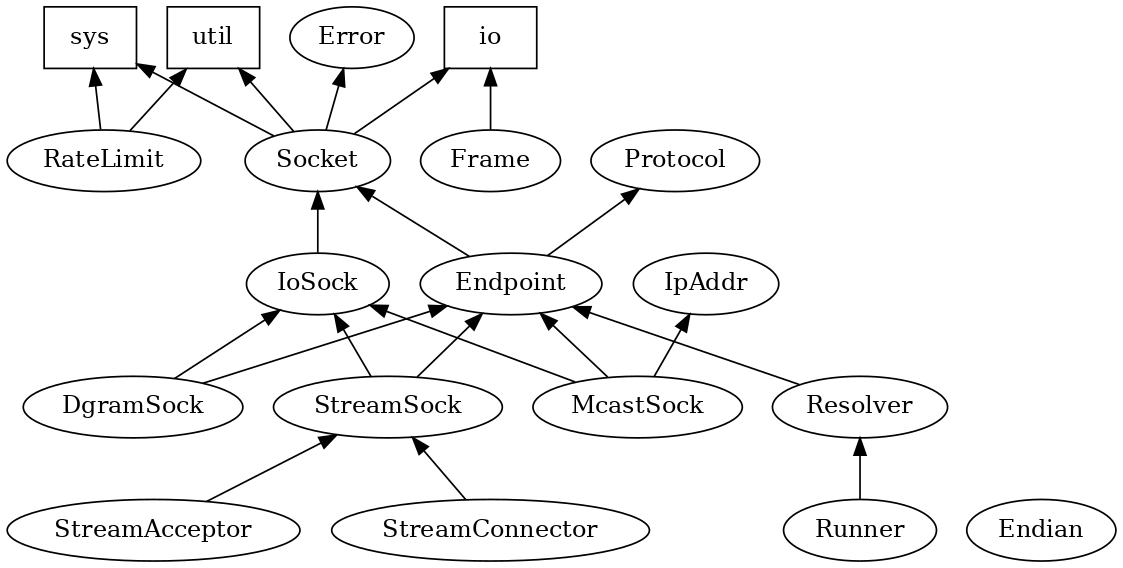 sys
util
Error
io
RateLimit
Socket
Frame
Protocol
IoSock
Endpoint
IpAddr
DgramSock
StreamSock
McastSock
Resolver
StreamAcceptor
StreamConnector
Runner
Endian